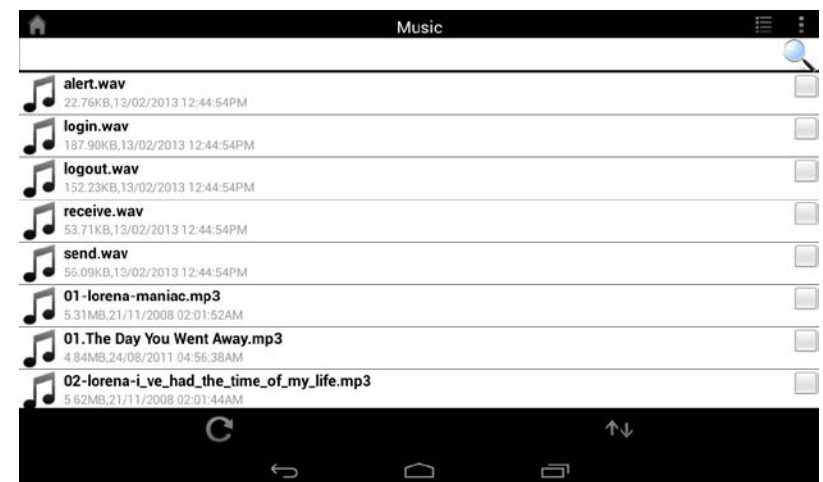 Music
alert.wav
22.76KB,13/02/2013 12:44:54PM
login.wav
187.90KB,13/02/2013 12:44:54PM
logout.wav
152.23KB,13/02/2013 12:44:54PM
receive.wav
53.71KB,13/02/2013 12:44:54PM
send.wav
56.09KB,13/02/2013 12:44:54PM
01-lorena-maniac.mp3
5.31MB,21/11/2008 02:01:52AM
01.The Day You Went Away.mp3
4.84MB,24/08/2011 04:56:38AM
02-lorena-i_ve_had_the_time_of_my_life.mp3
5.62MB,21/11/2008 02:01:44AM